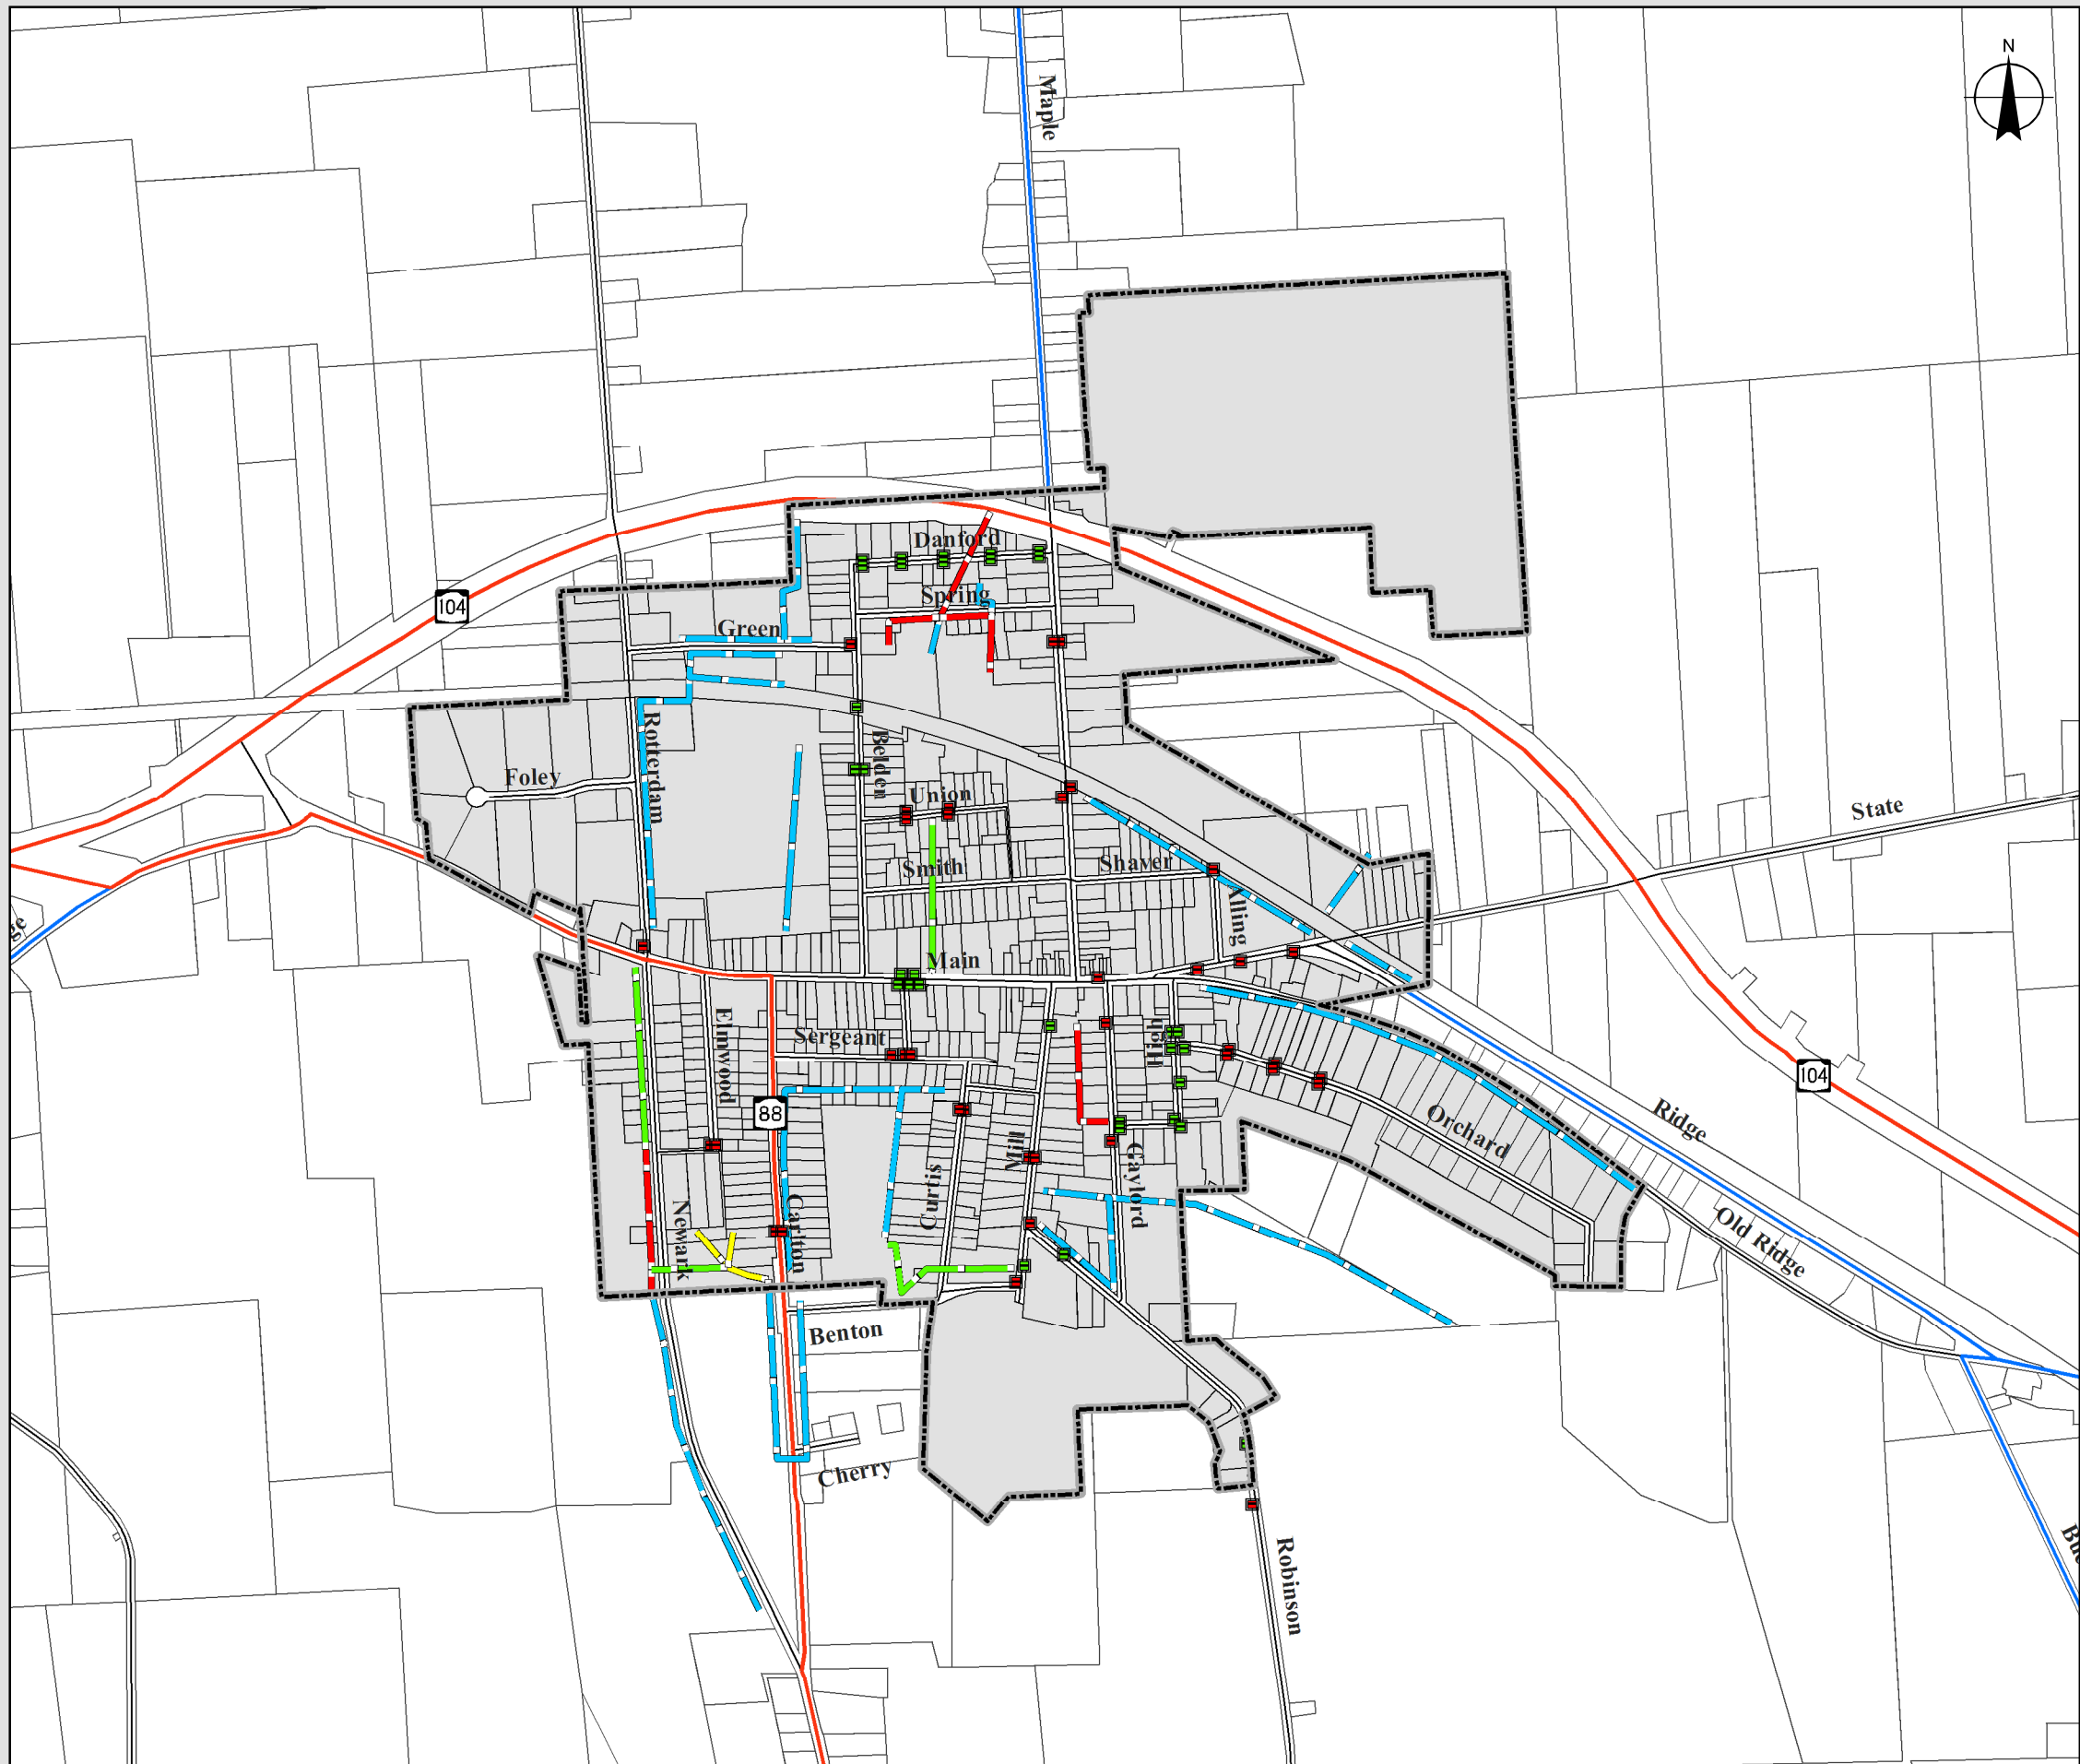 N
Maple
Danford
Spring
104
Green
Rotterdam
Belden
Foley
Union
State
Smith
Shaver
Alling
Main
Elmwood
Sergeant
High
104
88
Orchard
Ridge
Mill
Curtis
Gaylord
Newark
Carlton
Old Ridge
Benton
Cherry
Robinson